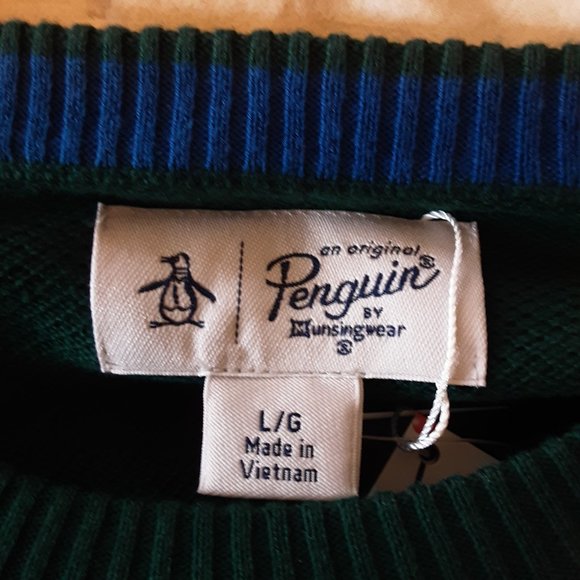 an original
Penguin®
BY
Munsingwear
®
L/G
Made in
Vietnam